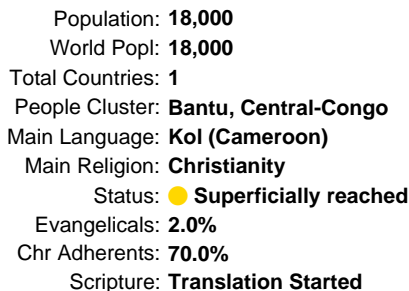 Population: 18,000
World Popl: 18,000
Total Countries: 1
People Cluster: Bantu, Central-Congo
Main Language: Kol (Cameroon)
Main Religion: Christianity
Status: Superficially reached
Evangelicals: 2.0%
Chr Adherents: 70.0%
Scripture: Translation Started